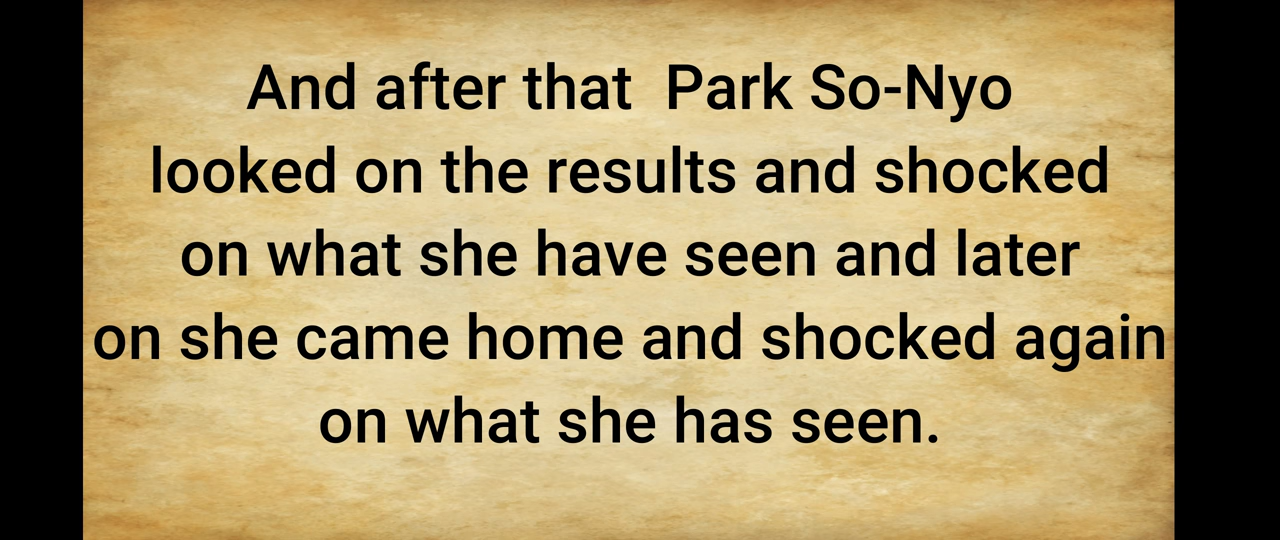 And after that  Park So-Nyo
looked on the results and shocked
on what she have seen and later
on she came home and shocked again
on what she has seen.